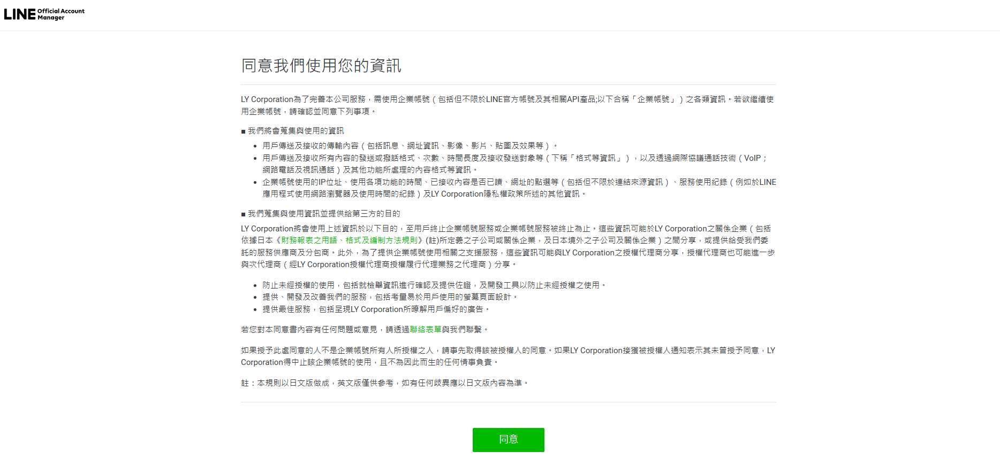 LINE Official Account
Manager
同意我們使用您的資訊
LY Corporation為了完善本公司服務，需使用企業帳號（包括但不限於LINE官方帳號及其相關API產品;以下合稱「企業帳號」）之各類資訊。若欲繼續使
用企業帳號，請確認並同意下列事項。
■ 我們將會蒐集與使用的資訊
• 用戶傳送及接收的傳輸內容（包括訊息、網址資訊、影像、影片、貼圖及效果等）。
• 用戶傳送及接收所有內容的發送或撥話格式、次數、時間長度及接收發送對象等（下稱「格式等資訊」），以及透過網際協議通話技術（VoIP；
網路電話及視訊通話）及其他功能所處理的內容格式等資訊。
• 企業帳號使用的IP位址、使用各項功能的時間、已接收內容是否已讀、網址的點選等（包括但不限於連結來源資訊）、服務使用紀錄（例如於LINE
應用程式使用網路瀏覽器及使用時間的紀錄）及LY Corporation隱私權政策所述的其他資訊。
■ 我們蒐集與使用資訊並提供給第三方的目的
LY Corporation將會使用上述資訊於以下目的，至用戶終止企業帳號服務或企業帳號服務被終止為止。這些資訊可能於LY Corporation之關係企業（包括
依據日本《財務報表之用語、格式及編制方法規則》(註)所定義之子公司或關係企業，及日本境外之子公司及關係企業）之間分享，或提供給受我們委
託的服務供應商及分包商。此外，為了提供企業帳號使用相關之支援服務，這些資訊可能與LY Corporation之授權代理商分享，授權代理商也可能進一步
與次代理商（經LY Corporation授權代理商授權履行代理業務之代理商）分享。
• 防止未經授權的使用，包括就檢舉資訊進行確認及提供佐證，及開發工具以防止未經授權之使用。
• 提供、開發及改善我們的服務，包括考量易於用戶使用的螢幕頁面設計。
• 提供最佳服務，包括呈現LY Corporation所暸解用戶偏好的廣告。
若您對本同意書內容有任何問題或意見，請透過聯絡表單與我們聯繫。
如果授予此處同意的人不是企業帳號所有人所授權之人，請事先取得該被授權人的同意。如果LY Corporation接獲被授權人通知表示其未曾授予同意，LY
Corporation得中止該企業帳號的使用，且不為因此而生的任何情事負責。
註：本規則以日文版做成，英文版僅供參考，如有任何歧異應以日文版內容為準。
同意